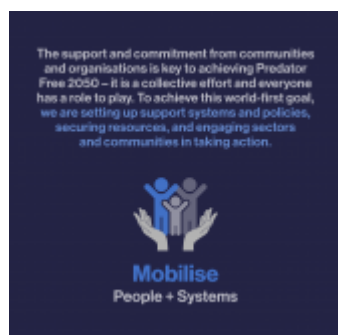 The support and commitment from communities
and organisations is key to achieving Predator
Free 2050 – it is a collective effort and everyone
has a role to play. To achieve this world-first goal,
we are setting up support systems and policies,
securing resources, and engaging sectors
and communities in taking action.
Mobilise
People + Systems